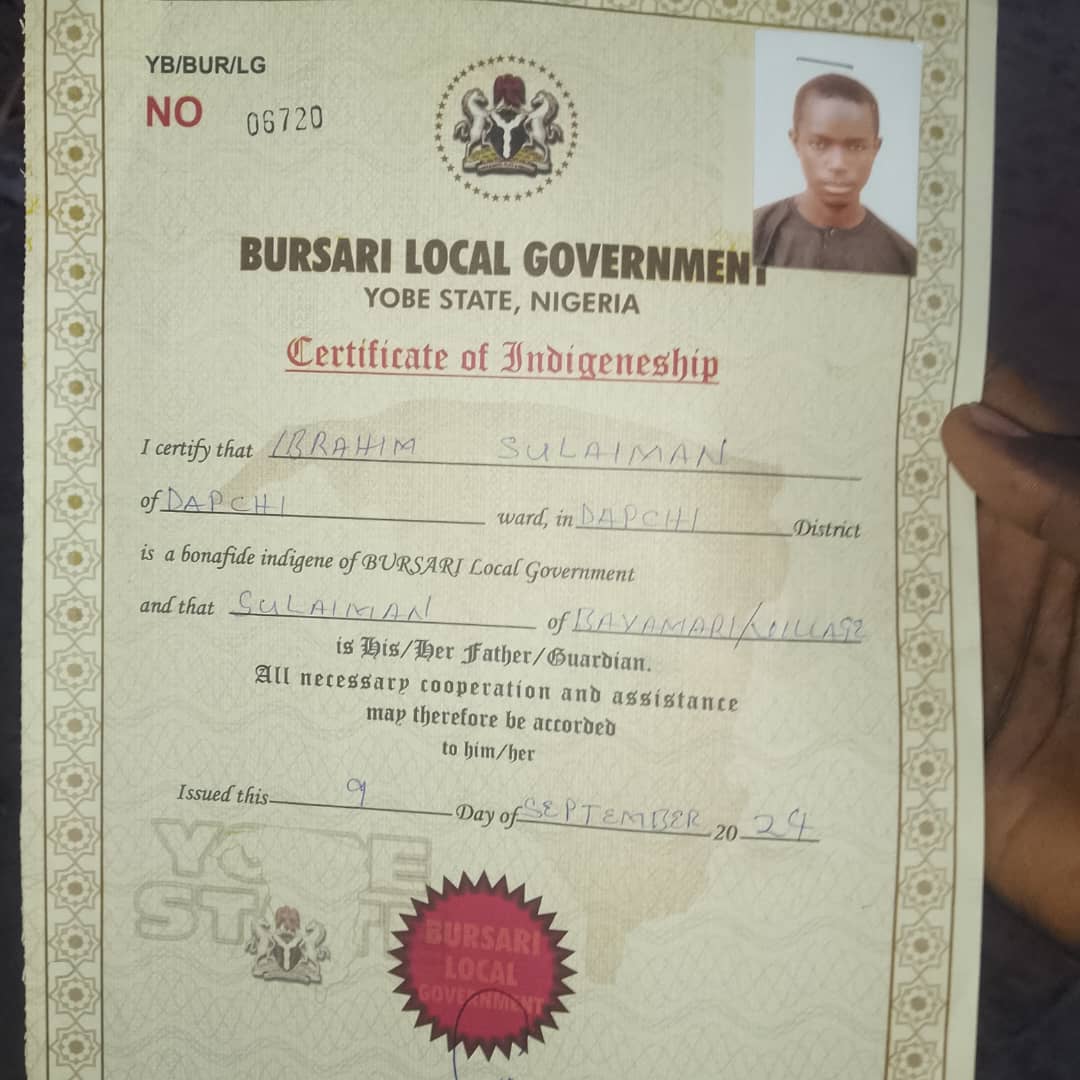 YB/BUR/LG
NO 06720
BURSARI LOCAL GOVERNMENT
YOBE STATE, NIGERIA
Certificate of Indigeneship
I certify that IBRAHIM SULAIMAN
of DAPCHI ward, in DAPCHI District
is a bonafide indigene of BURSARI Local Government
and that SULAIMAN of BAYAMARI
is His/Her Father/Guardian.
All necessary cooperation and assistance
may therefore be accorded
to him/her
Issued this 9 Day of SEPTEMBER 20 24
YOBE
STATE
BURSARI
LOCAL
GOVERNMENT